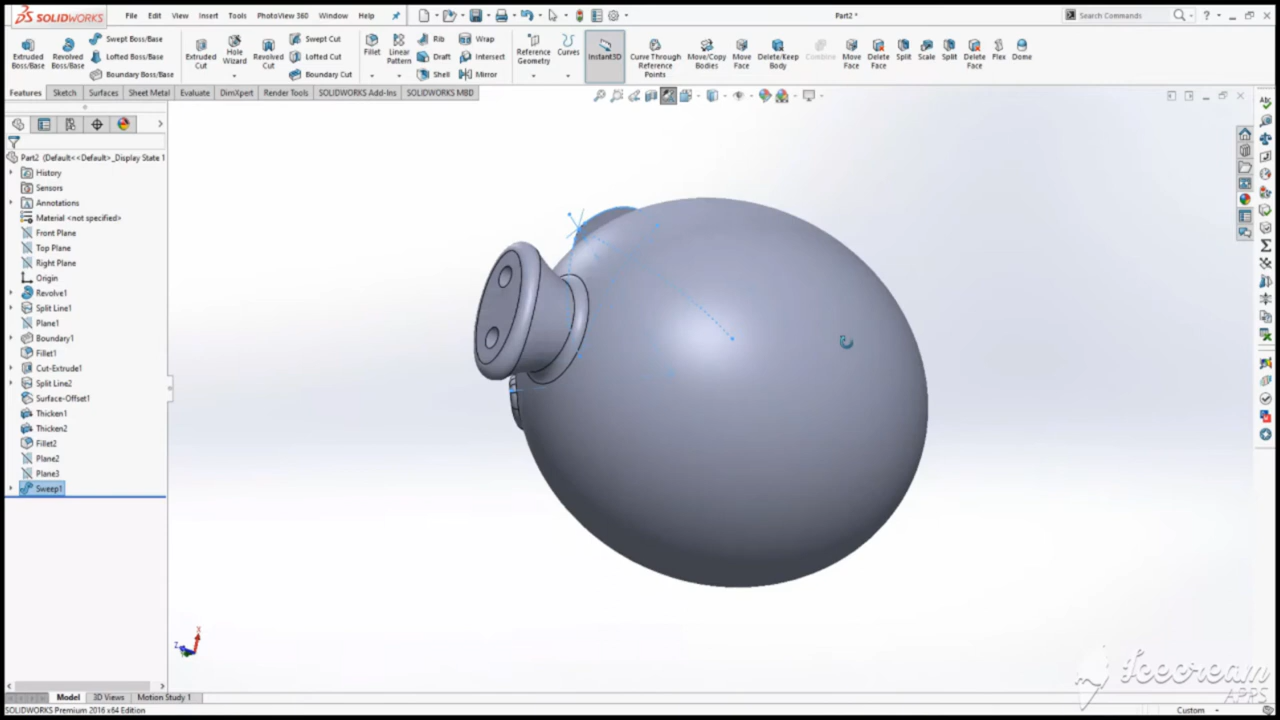 SOLIDWORKS
File Edit View Insert Tools PhotoView 360 Window Help
Part2 *
Search Commands
Extruded Boss/Base
Revolved Boss/Base
Swept Boss/Base
Lofted Boss/Base
Boundary Boss/Base
Extruded Cut
Hole Wizard
Revolved Cut
Swept Cut
Lofted Cut
Boundary Cut
Fillet
Linear Pattern
Rib
Draft
Shell
Wrap
Intersect
Mirror
Reference Geometry
Curves
Instant3D
Curve Through Reference Points
Move/Copy Bodies
Move Face
Delete/Keep Body
Combine
Move Face
Delete Face
Split
Scale
Split
Delete Face
Flex
Dome
Features Sketch Surfaces Sheet Metal Evaluate DimXpert Render Tools SOLIDWORKS Add-Ins SOLIDWORKS MBD
Part2 (Default<<Default>_Display State 1
History
Sensors
Annotations
Material <not specified>
Front Plane
Top Plane
Right Plane
Origin
Revolve1
Split Line1
Plane1
Boundary1
Fillet1
Cut-Extrude1
Split Line2
Surface-Offset1
Thicken1
Thicken2
Fillet2
Plane2
Plane3
Sweep1
X
Z
Icecream
APPS
Model 3D Views Motion Study 1
SOLIDWORKS Premium 2016 x64 Edition
Custom